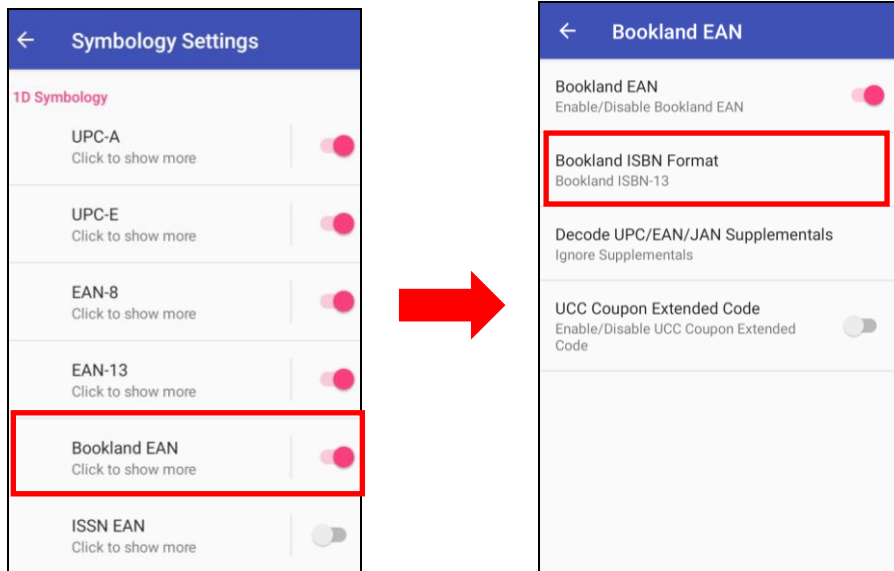 Symbology Settings
1D Symbology
UPC-A
Click to show more
UPC-E
Click to show more
EAN-8
Click to show more
EAN-13
Click to show more
Bookland EAN
Click to show more
ISSN EAN
Click to show more
Bookland EAN
Bookland EAN
Enable/Disable Bookland EAN
Bookland ISBN Format
Bookland ISBN-13
Decode UPC/EAN/JAN Supplementals
Ignore Supplementals
UCC Coupon Extended Code
Enable/Disable UCC Coupon Extended
Code